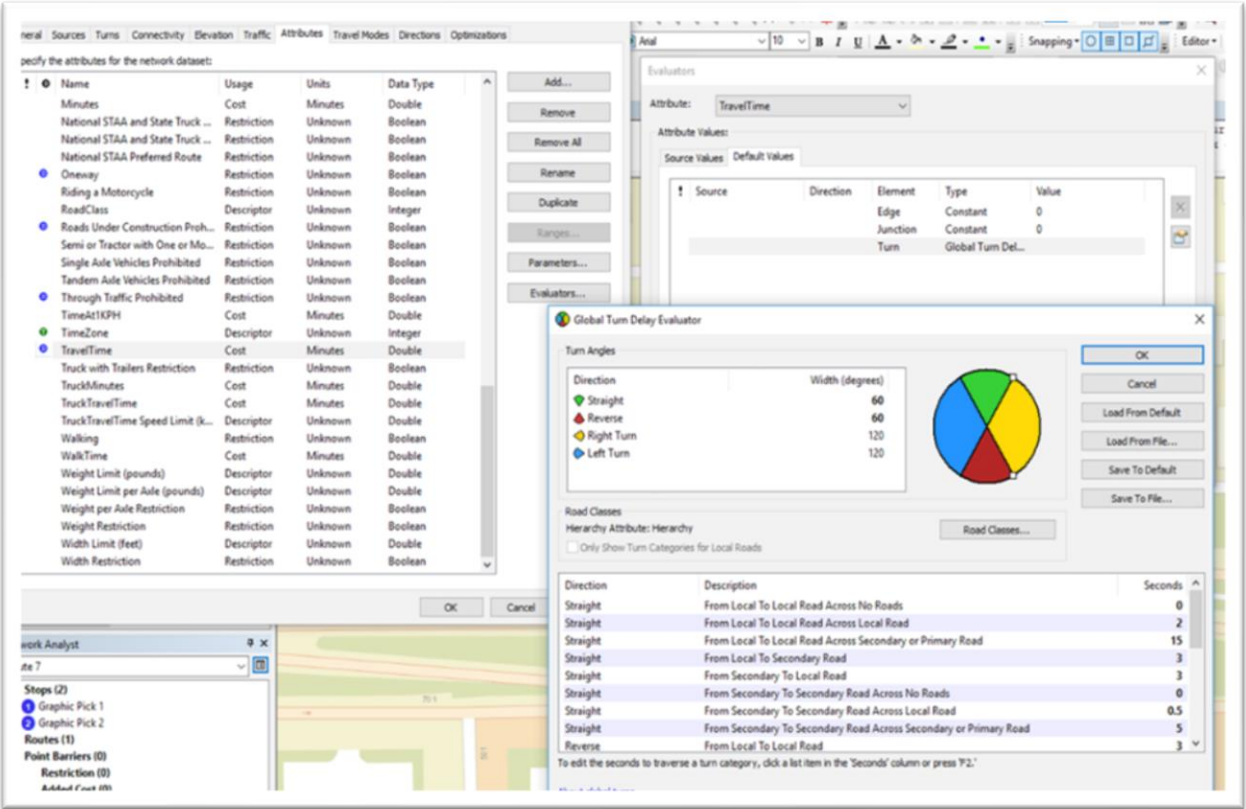 neral Sources Turns Connectivity Elevation Traffic Attributes Travel Modes Directions Optimizations
pecify the attributes for the network dataset:
! Name Usage Units Data Type
Minutes Cost Minutes Double
National STAA and State Truck ... Restriction Unknown Boolean
National STAA and State Truck ... Restriction Unknown Boolean
National STAA Preferred Route Restriction Unknown Boolean
Oneway Restriction Unknown Boolean
Riding a Motorcycle Restriction Unknown Boolean
RoadClass Descriptor Unknown Integer
Roads Under Construction Proh... Restriction Unknown Boolean
Semi or Tractor with One or Mo... Restriction Unknown Boolean
Single Axle Vehicles Prohibited Restriction Unknown Boolean
Tandem Axle Vehicles Prohibited Restriction Unknown Boolean
Through Traffic Prohibited Restriction Unknown Boolean
TimeAt1KPH Cost Minutes Double
TimeZone Descriptor Unknown Integer
TravelTime Cost Minutes Double
Truck with Trailers Restriction Restriction Unknown Boolean
TruckMinutes Cost Minutes Double
TruckTravelTime Cost Minutes Double
TruckTravelTime Speed Limit (k... Descriptor Unknown Double
Walking Restriction Unknown Boolean
WalkTime Cost Minutes Double
Weight Limit (pounds) Descriptor Unknown Double
Weight Limit per Axle (pounds) Descriptor Unknown Double
Weight per Axle Restriction Restriction Unknown Boolean
Weight Restriction Restriction Unknown Boolean
Width Limit (feet) Descriptor Unknown Double
Width Restriction Restriction Unknown Boolean
Add...
Remove
Remove All
Rename
Duplicate
Ranges...
Parameters...
Evaluators...
OK Cancel
Arial 10 B I U A Snapping Editor
Evaluators
Attribute: TravelTime
Attribute Values:
Source Values Default Values
! Source Direction Element Type Value
Edge Constant 0
Junction Constant 0
Turn Global Turn Del...
Global Turn Delay Evaluator
Turn Angles
Direction Width (degrees)
Straight 60
Reverse 60
Right Turn 120
Left Turn 120
OK
Cancel
Load From Default
Load From File...
Save To Default
Save To File...
Road Classes
Hierarchy Attribute: Hierarchy
Road Classes...
Only Show Turn Categories for Local Roads
Direction Description Seconds
Straight From Local To Local Road Across No Roads 0
Straight From Local To Local Road Across Local Road 2
Straight From Local To Local Road Across Secondary or Primary Road 15
Straight From Local To Secondary Road 3
Straight From Secondary To Local Road 3
Straight From Secondary To Secondary Road Across No Roads 0
Straight From Secondary To Secondary Road Across Local Road 0.5
Straight From Secondary To Secondary Road Across Secondary or Primary Road 5
Reverse From Local To Local Road 3
To edit the seconds to traverse a turn category, click a list item in the 'Seconds' column or press 'F2.'
About global turns
work Analyst
ute 7
Stops (2)
1 Graphic Pick 1
2 Graphic Pick 2
Routes (1)
Point Barriers (0)
Restriction (0)
Added Cost (0)